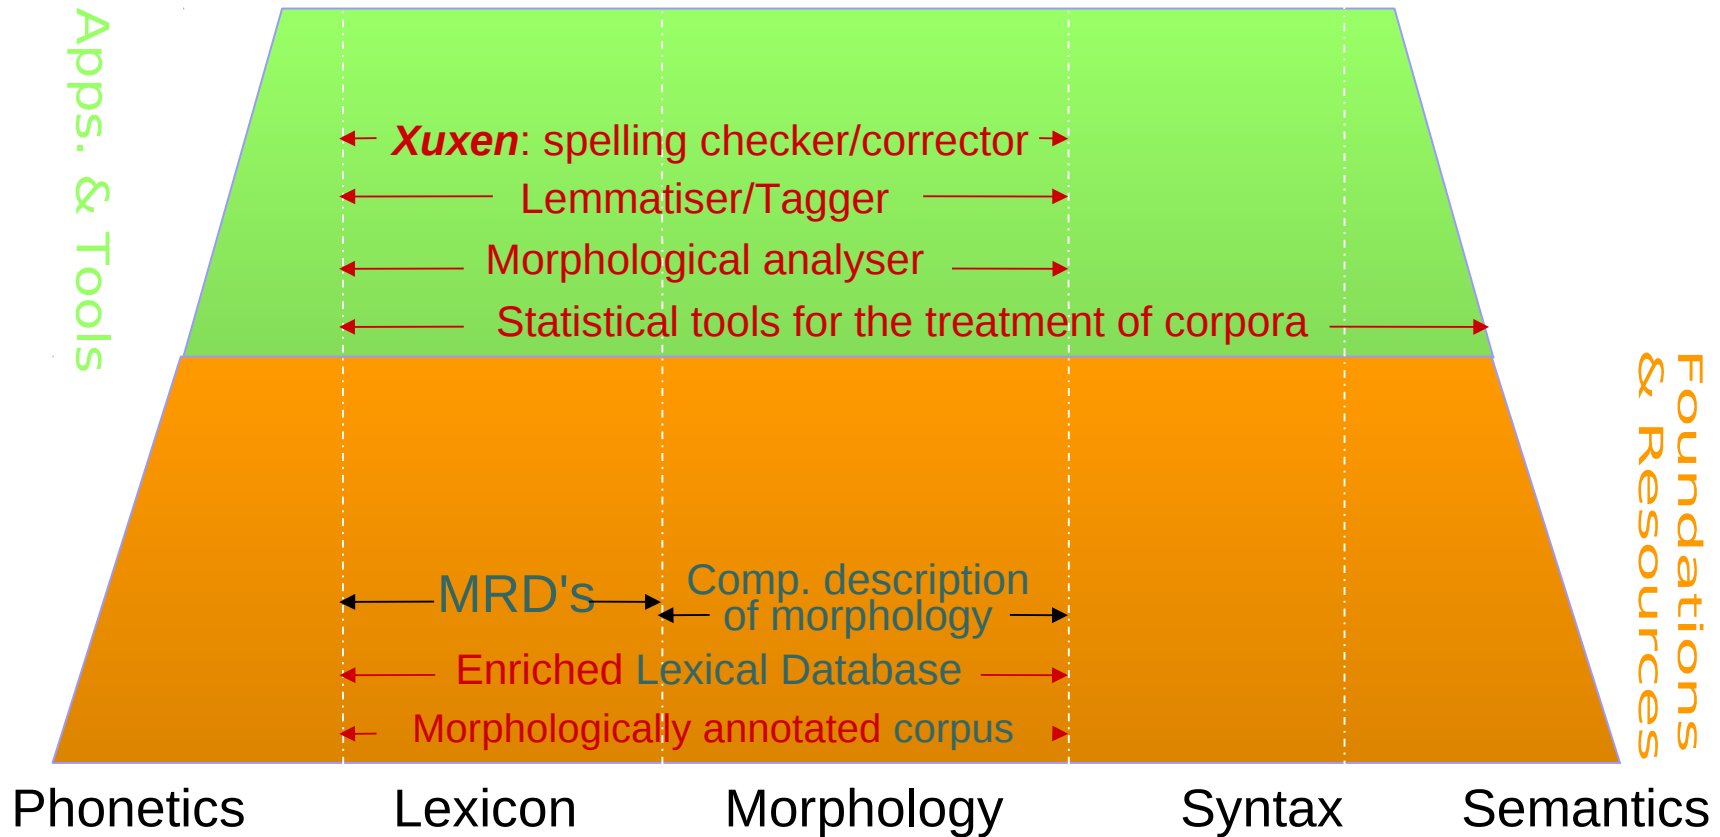 Apps. & Tools
Xuxen: spelling checker/corrector
Lemmatiser/Tagger
Morphological analyser
Statistical tools for the treatment of corpora
Foundations
& Resources
MRD's
Comp. description
of morphology
Enriched Lexical Database
Morphologically annotated corpus
Phonetics
Lexicon
Morphology
Syntax
Semantics